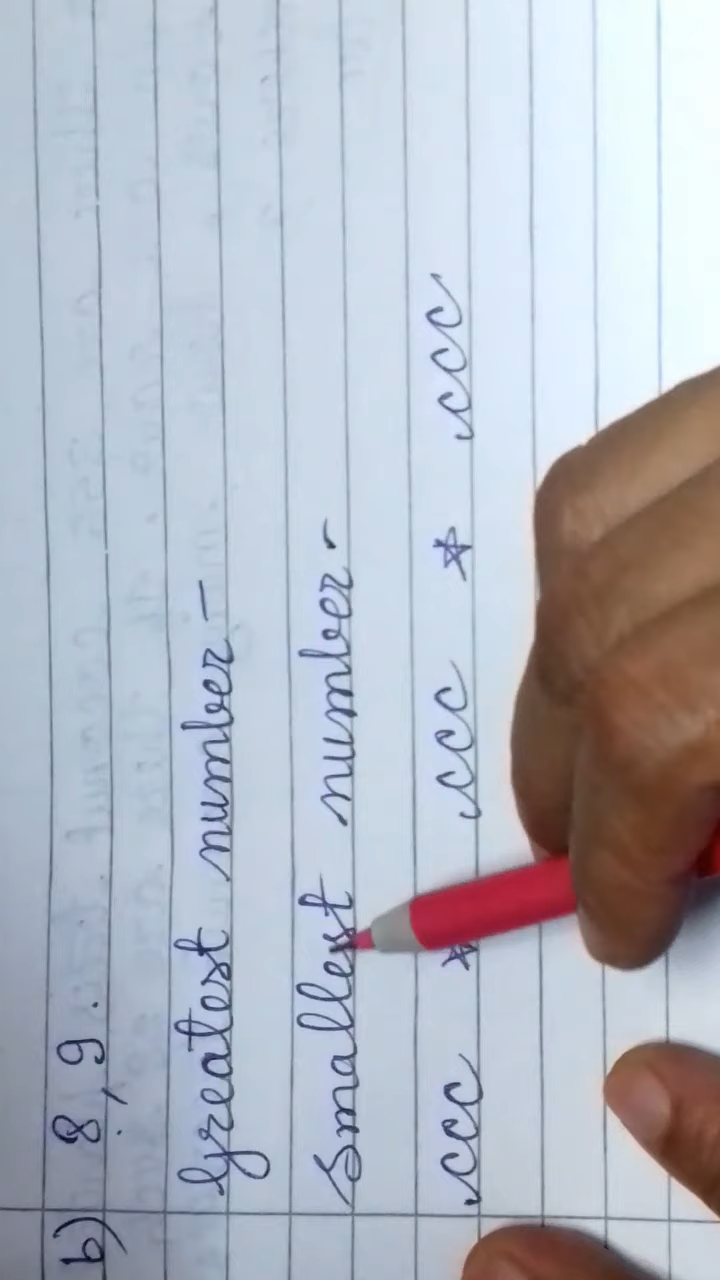 b) 8, 9.
Greatest number -
Smallest number -
ccc * ccc * ccc